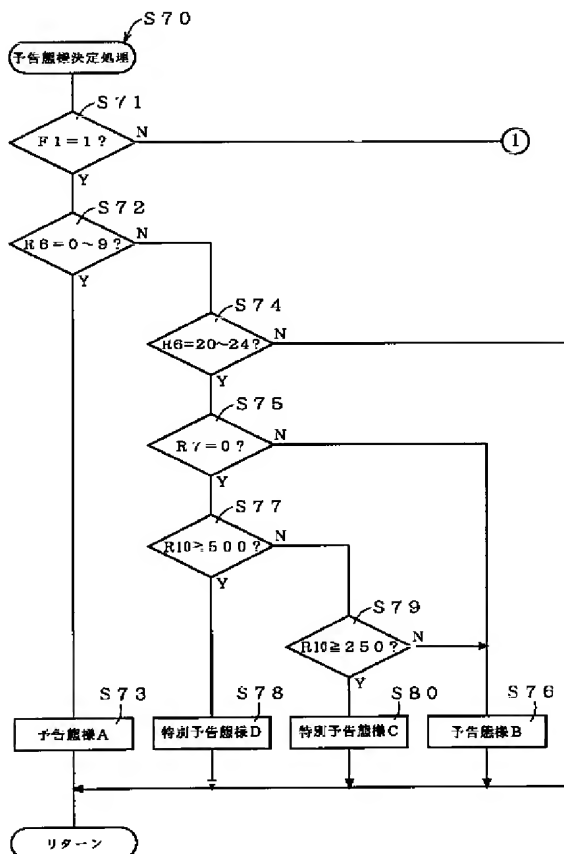 S70
予告態様決定処理
S71
F1=1?
N
①
Y
S72
R6=0~9?
N
Y
S74
R6=20~24?
N
Y
S75
R7=0?
N
Y
S77
R10≧500?
N
Y
S79
R10≧250?
N
Y
S73
S78
S80
S76
予告態様A
特別予告態様D
特別予告態様C
予告態様B
リターン